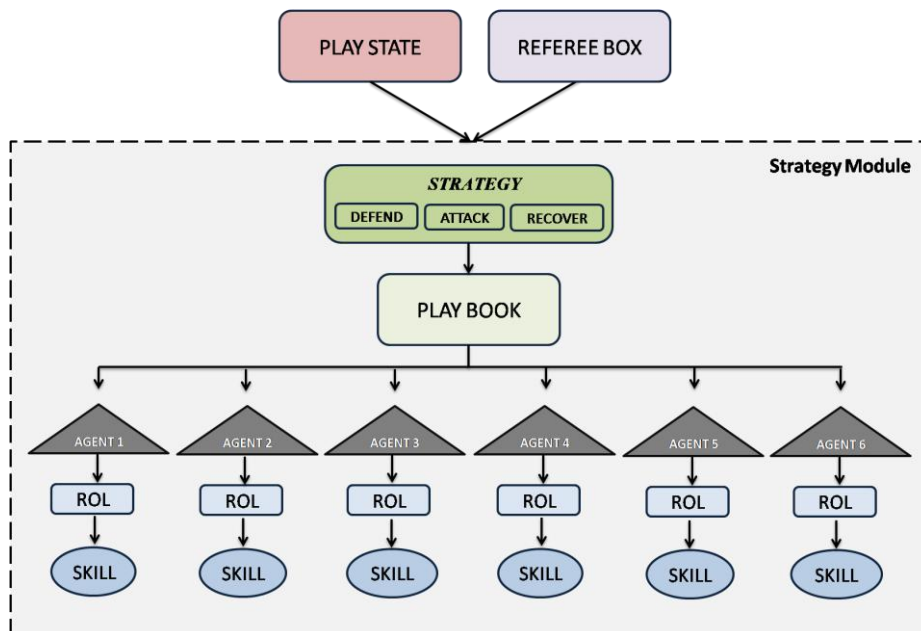 PLAY STATE
REFEREE BOX
Strategy Module
STRATEGY
DEFEND
ATTACK
RECOVER
PLAY BOOK
AGENT 1
AGENT 2
AGENT 3
AGENT 4
AGENT 5
AGENT 6
ROL
ROL
ROL
ROL
ROL
ROL
SKILL
SKILL
SKILL
SKILL
SKILL
SKILL